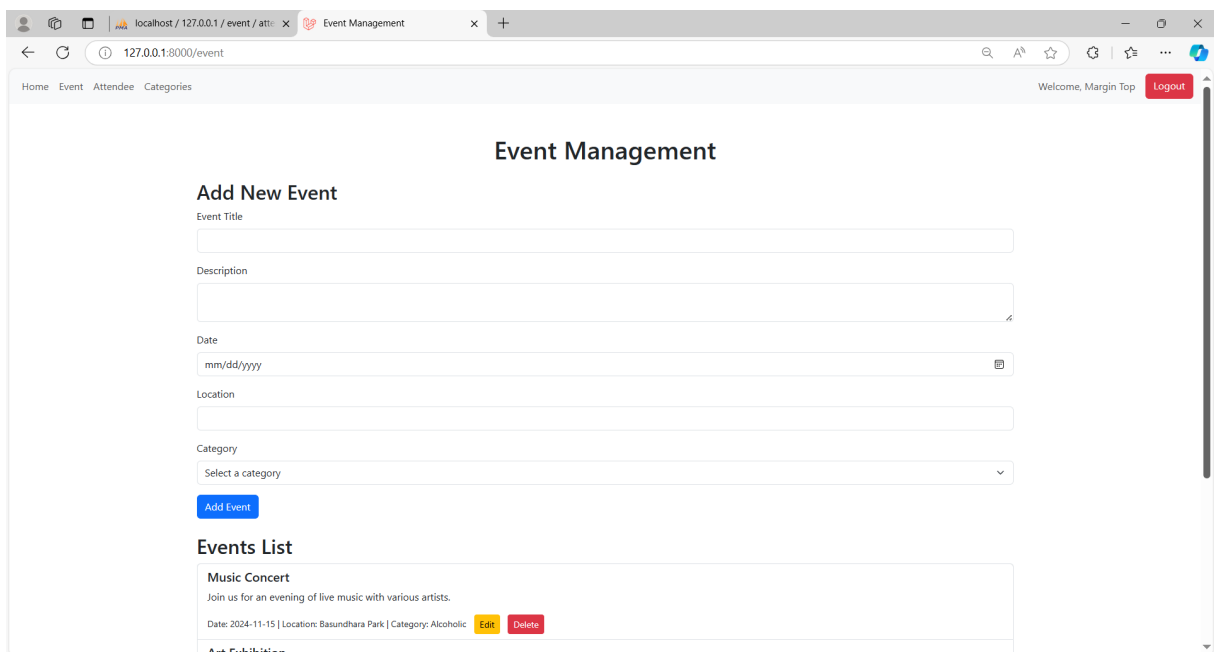 localhost / 127.0.0.1 / event / atte
Event Management
127.0.0.1:8000/event
Home Event Attendee Categories
Welcome, Margin Top
Logout
Event Management
Add New Event
Event Title
Description
Date
mm/dd/yyyy
Location
Category
Select a category
Add Event
Events List
Music Concert
Join us for an evening of live music with various artists.
Date: 2024-11-15 | Location: Basundhara Park | Category: Alcoholic Edit Delete
Art Exhibition